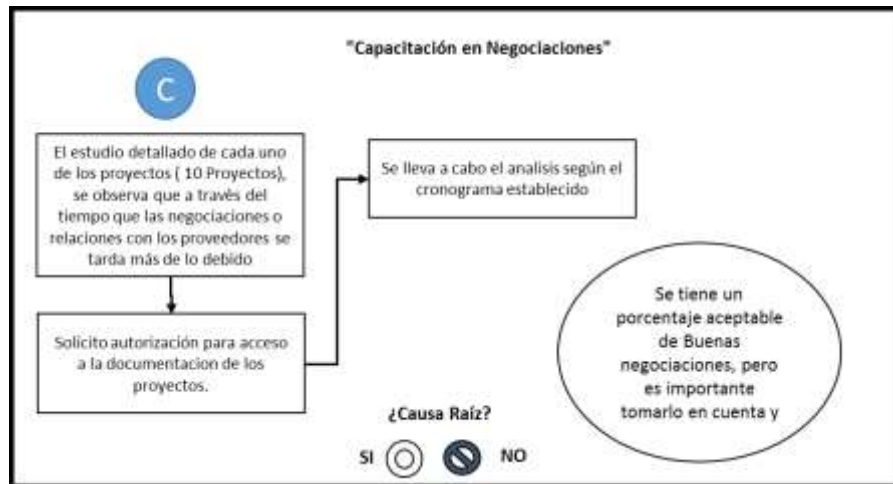 "Capacitación en Negociaciones"
C
El estudio detallado de cada uno
de los proyectos ( 10 Proyectos),
se observa que a través del
tiempo que las negociaciones o
relaciones con los proveedores se
tarda más de lo debido
Solicito autorización para acceso
a la documentacion de los
proyectos.
Se lleva a cabo el analisis según el
cronograma establecido
Se tiene un
porcentaje aceptable
de Buenas
negociaciones, pero
es importante
tomarlo en cuenta y
¿Causa Raíz?
SI NO